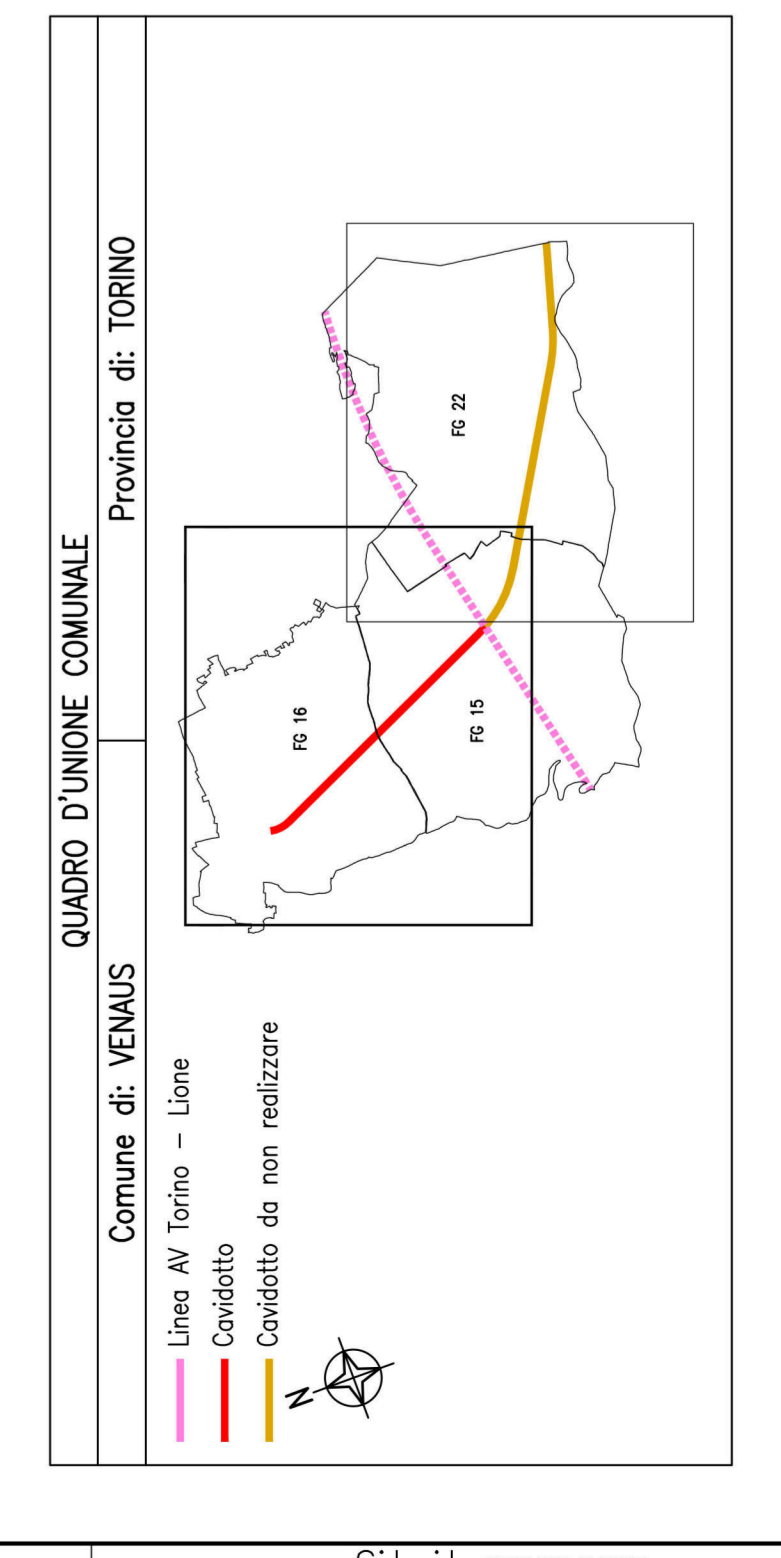 QUADRO D'UNIONE COMUNALE
Comune di: VENAUS
Provincia di: TORINO
Linea AV Torino – Lione
Cavidotto
Cavidotto da non realizzare
N
FG 16
FG 15
FG 22